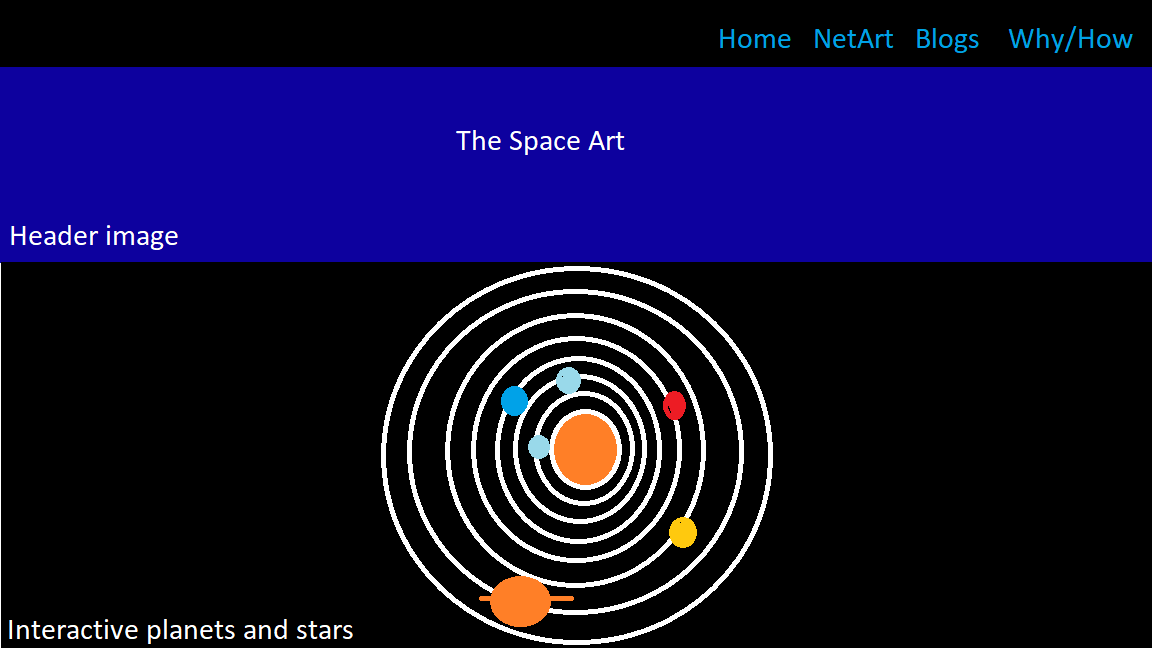 Home NetArt Blogs Why/How
The Space Art
Header image
Interactive planets and stars